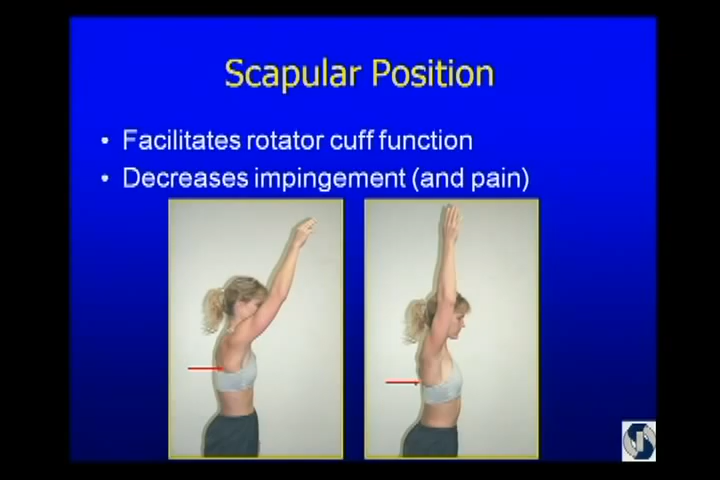 Scapular Position
• Facilitates rotator cuff function
• Decreases impingement (and pain)